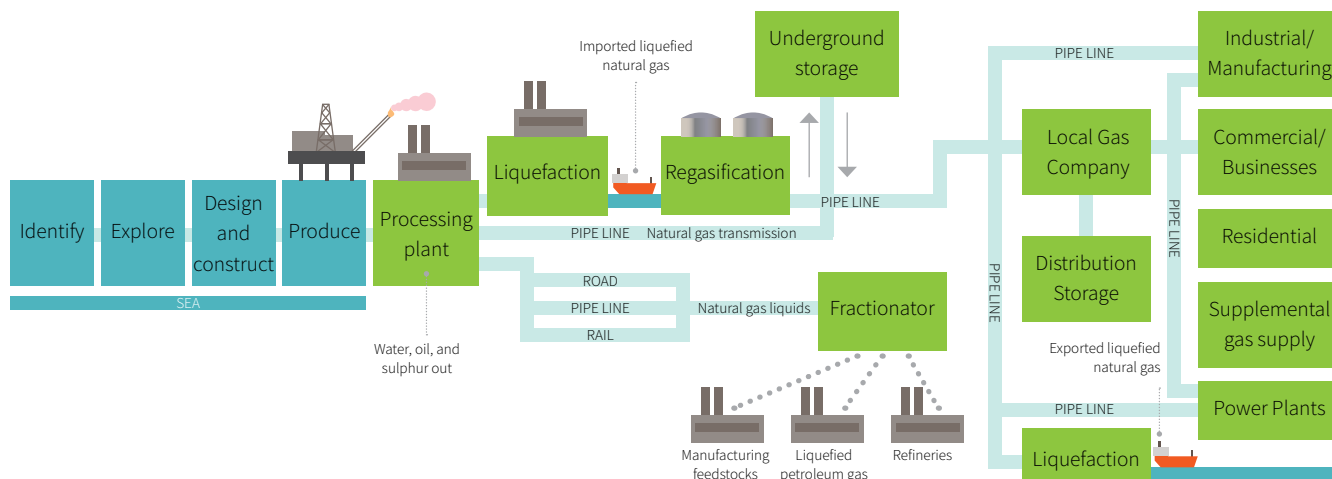 Identify
Explore
Design
and
construct
Produce
SEA
Processing
plant
Water, oil, and
sulphur out
Liquefaction
Imported liquefied
natural gas
Regasification
Underground
storage
PIPE LINE
PIPE LINE Natural gas transmission
ROAD
PIPE LINE
RAIL
Natural gas liquids
Fractionator
Manufacturing
feedstocks
Liquefied
petroleum gas
Refineries
PIPE LINE
PIPE LINE
Local Gas
Company
Distribution
Storage
PIPE LINE
Industrial/
Manufacturing
Commercial/
Businesses
Residential
Supplemental
gas supply
Power Plants
PIPE LINE
Exported liquefied
natural gas
Liquefaction